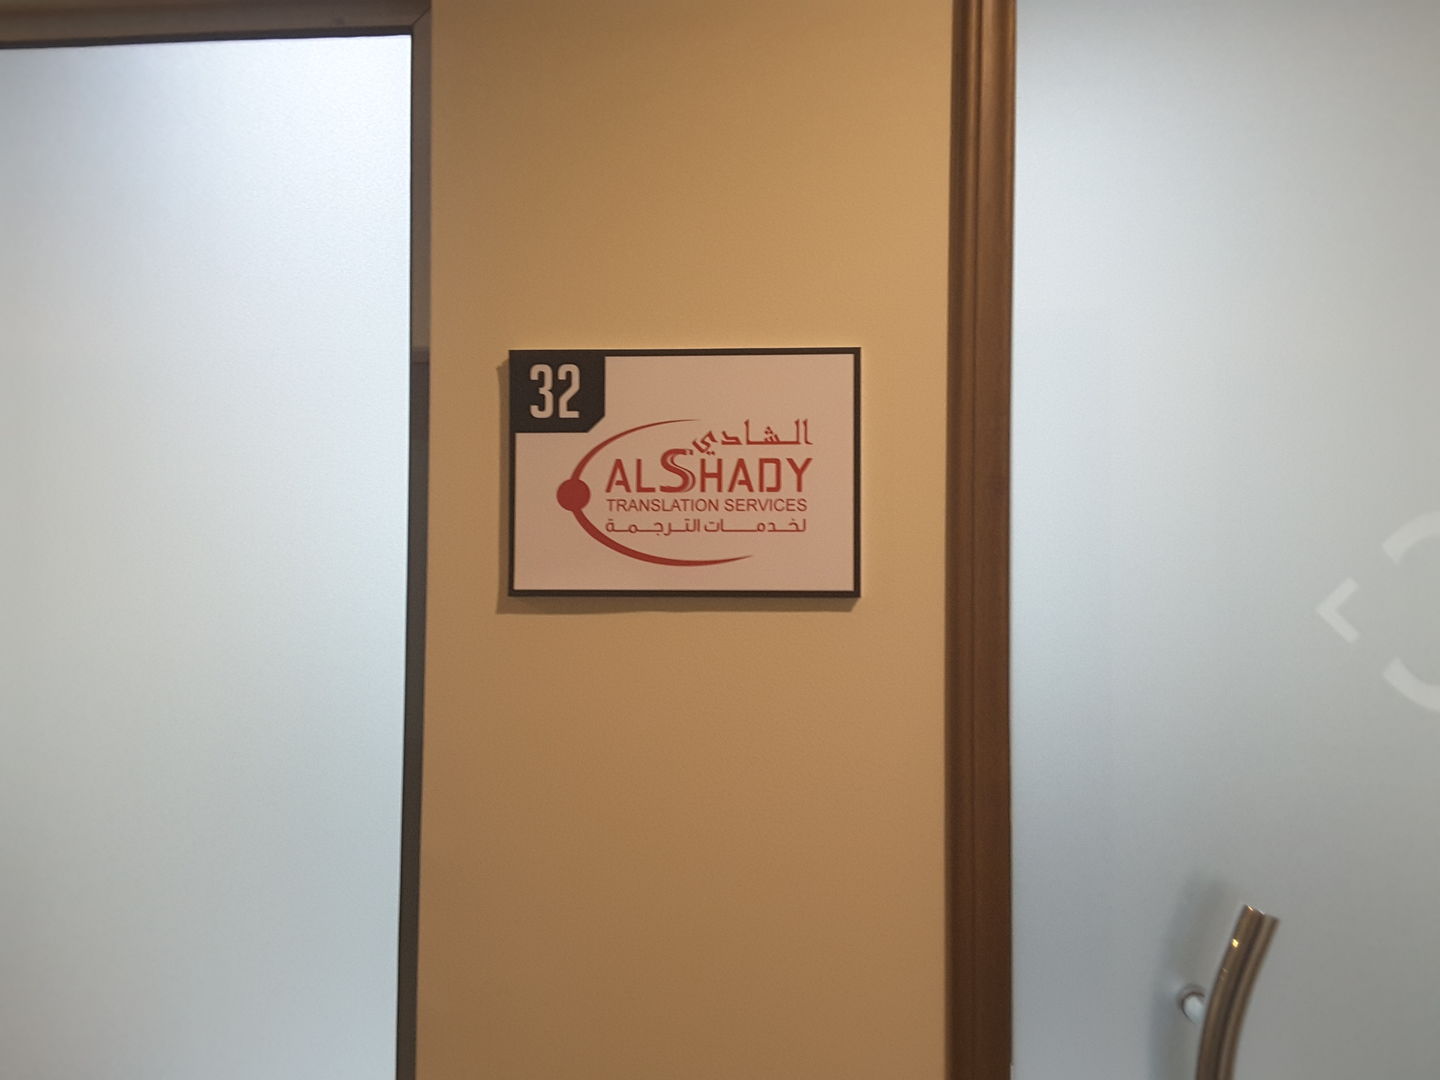 32
الشادي
ALSHADY
TRANSLATION SERVICES
لخدمات الترجمة